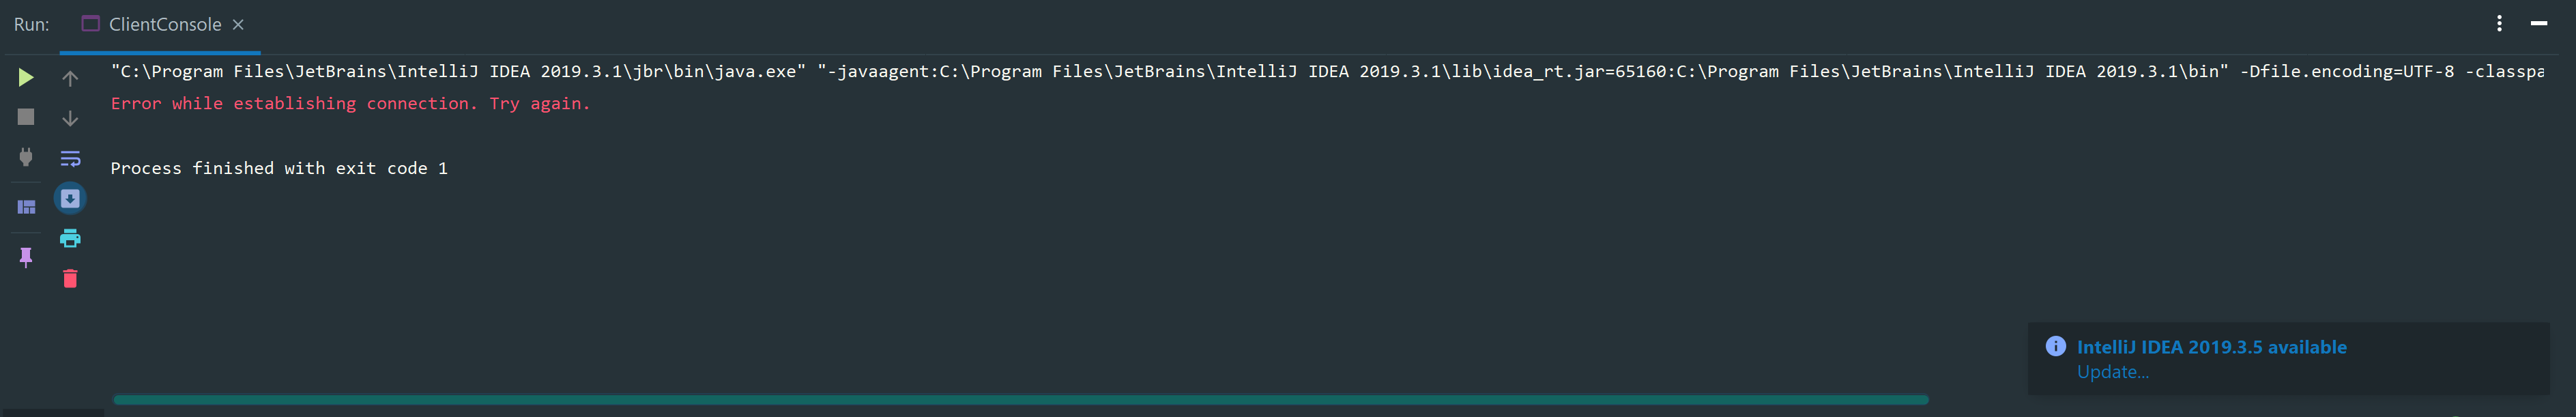 Run: ClientConsole
"C:\Program Files\JetBrains\IntelliJ IDEA 2019.3.1\jbr\bin\java.exe" "-javaagent:C:\Program Files\JetBrains\IntelliJ IDEA 2019.3.1\lib\idea_rt.jar=65160:C:\Program Files\JetBrains\IntelliJ IDEA 2019.3.1\bin" -Dfile.encoding=UTF-8 -classpa
Error while establishing connection. Try again.
Process finished with exit code 1
IntelliJ IDEA 2019.3.5 available
Update...